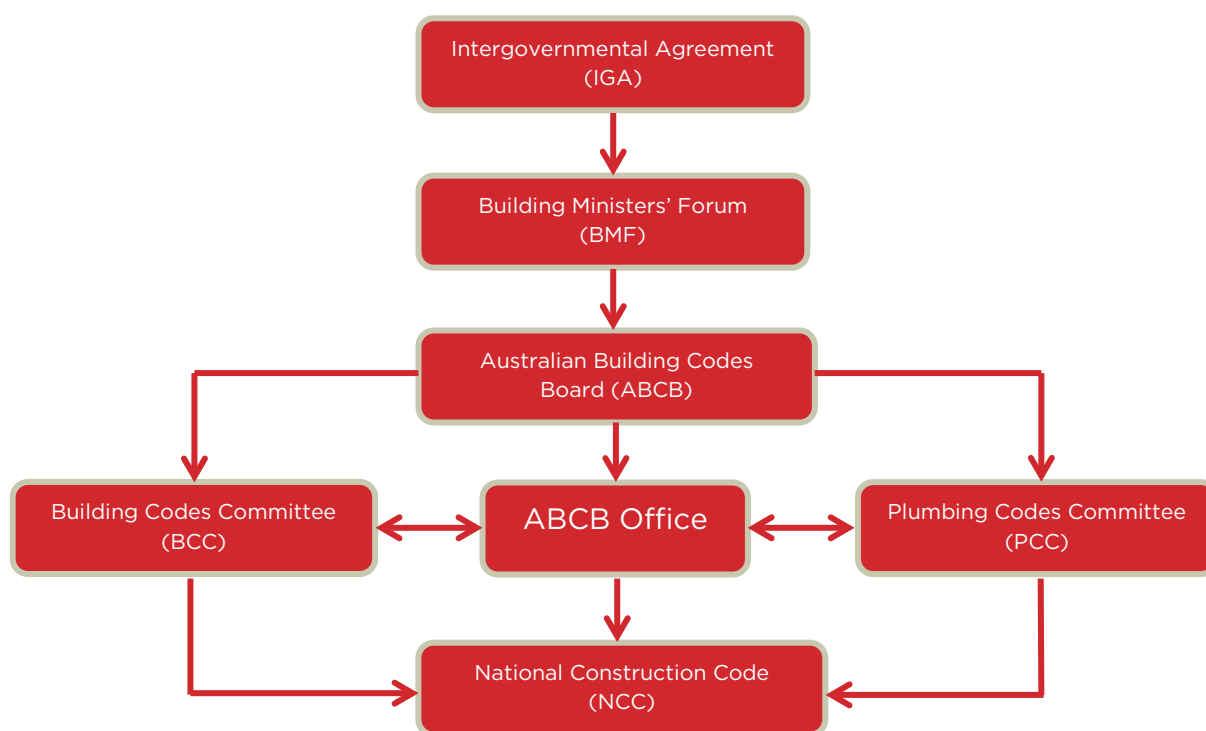 Intergovernmental Agreement
(IGA)
Building Ministers’ Forum
(BMF)
Australian Building Codes
Board (ABCB)
Building Codes Committee
(BCC)
ABCB Office
Plumbing Codes Committee
(PCC)
National Construction Code
(NCC)